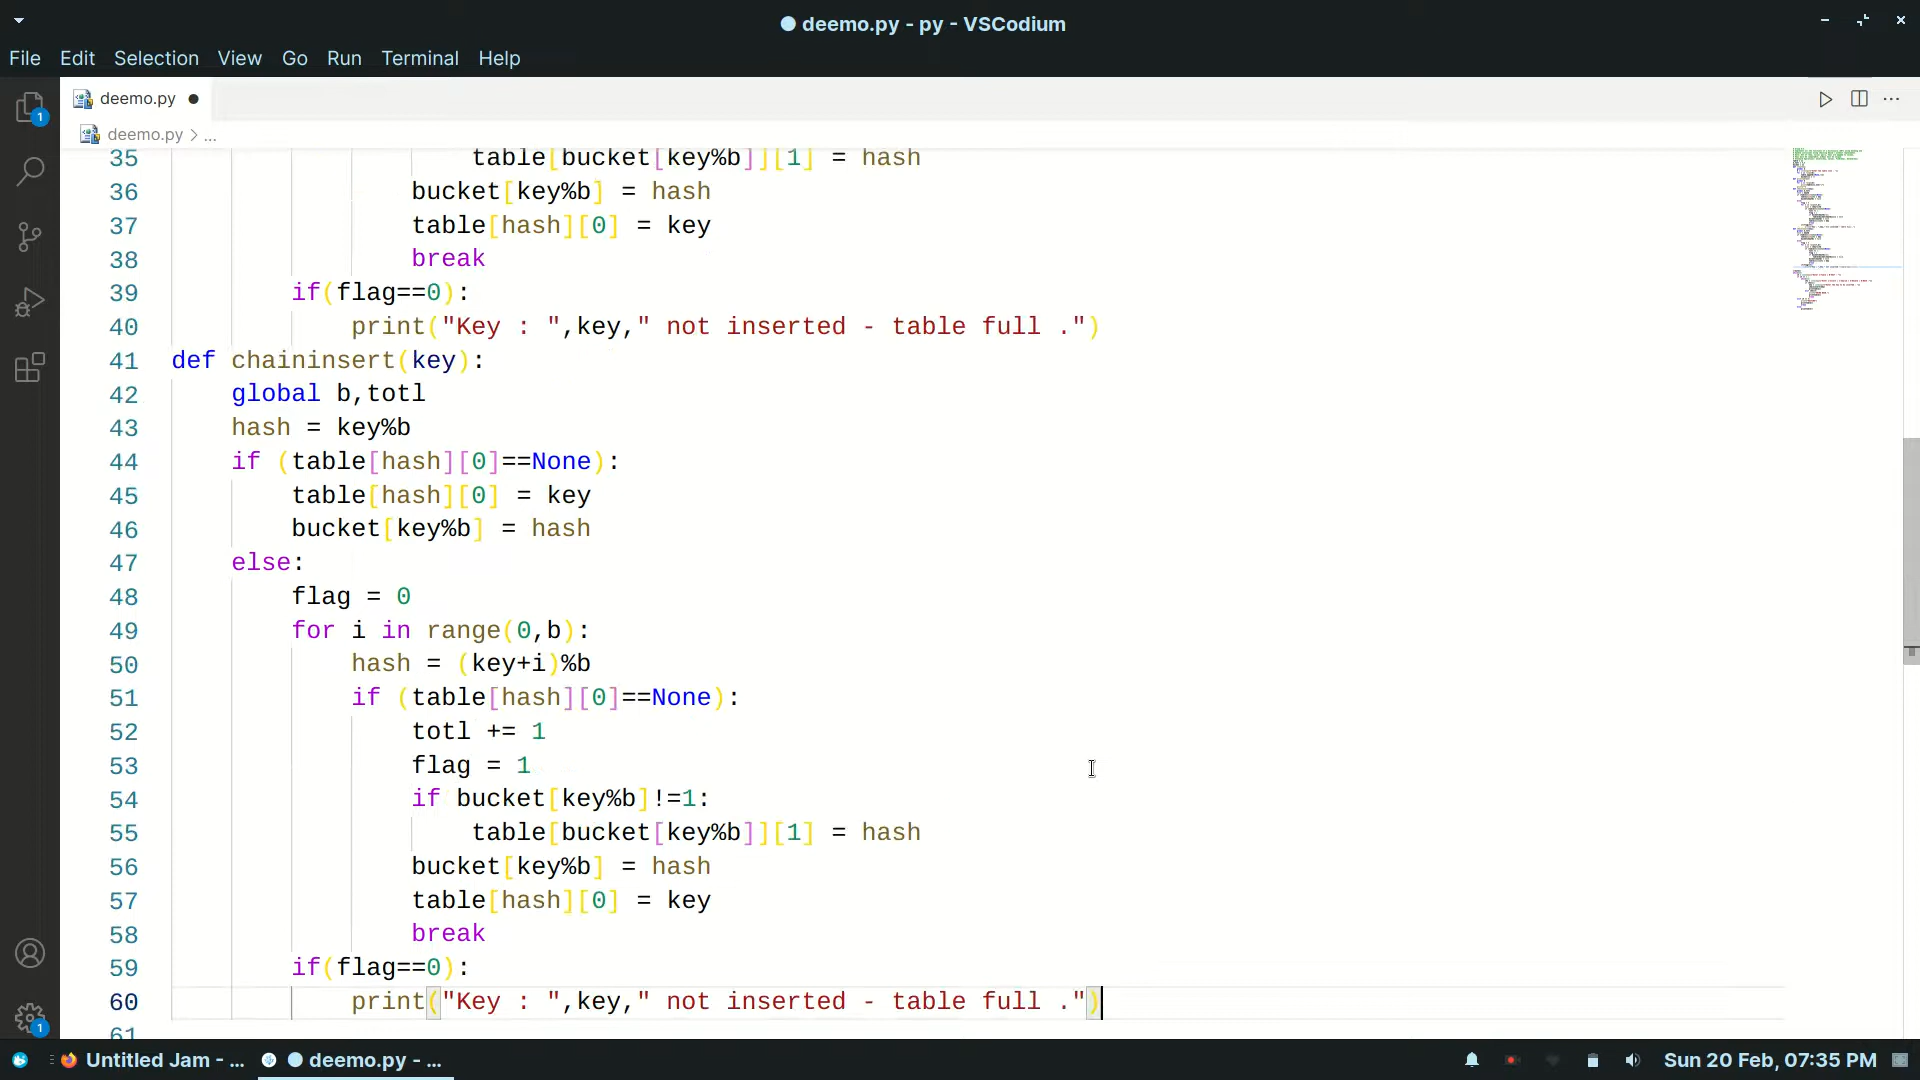 deemo.py - py - VSCodium
File Edit Selection View Go Run Terminal Help
deemo.py
deemo.py > ...
35 table[bucket[key%b]][1] = hash
36 bucket[key%b] = hash
37 table[hash][0] = key
38 break
39 if(flag==0):
40 print("Key : ",key," not inserted - table full .")
41 def chaininsert(key):
42 global b,totl
43 hash = key%b
44 if (table[hash][0]==None):
45 table[hash][0] = key
46 bucket[key%b] = hash
47 else:
48 flag = 0
49 for i in range(0,b):
50 hash = (key+i)%b
51 if (table[hash][0]==None):
52 totl += 1
53 flag = 1
54 if bucket[key%b]!=1:
55 table[bucket[key%b]][1] = hash
56 bucket[key%b] = hash
57 table[hash][0] = key
58 break
59 if(flag==0):
60 print("Key : ",key," not inserted - table full .")
61
1
1
Untitled Jam - ... deemo.py - ... Sun 20 Feb, 07:35 PM